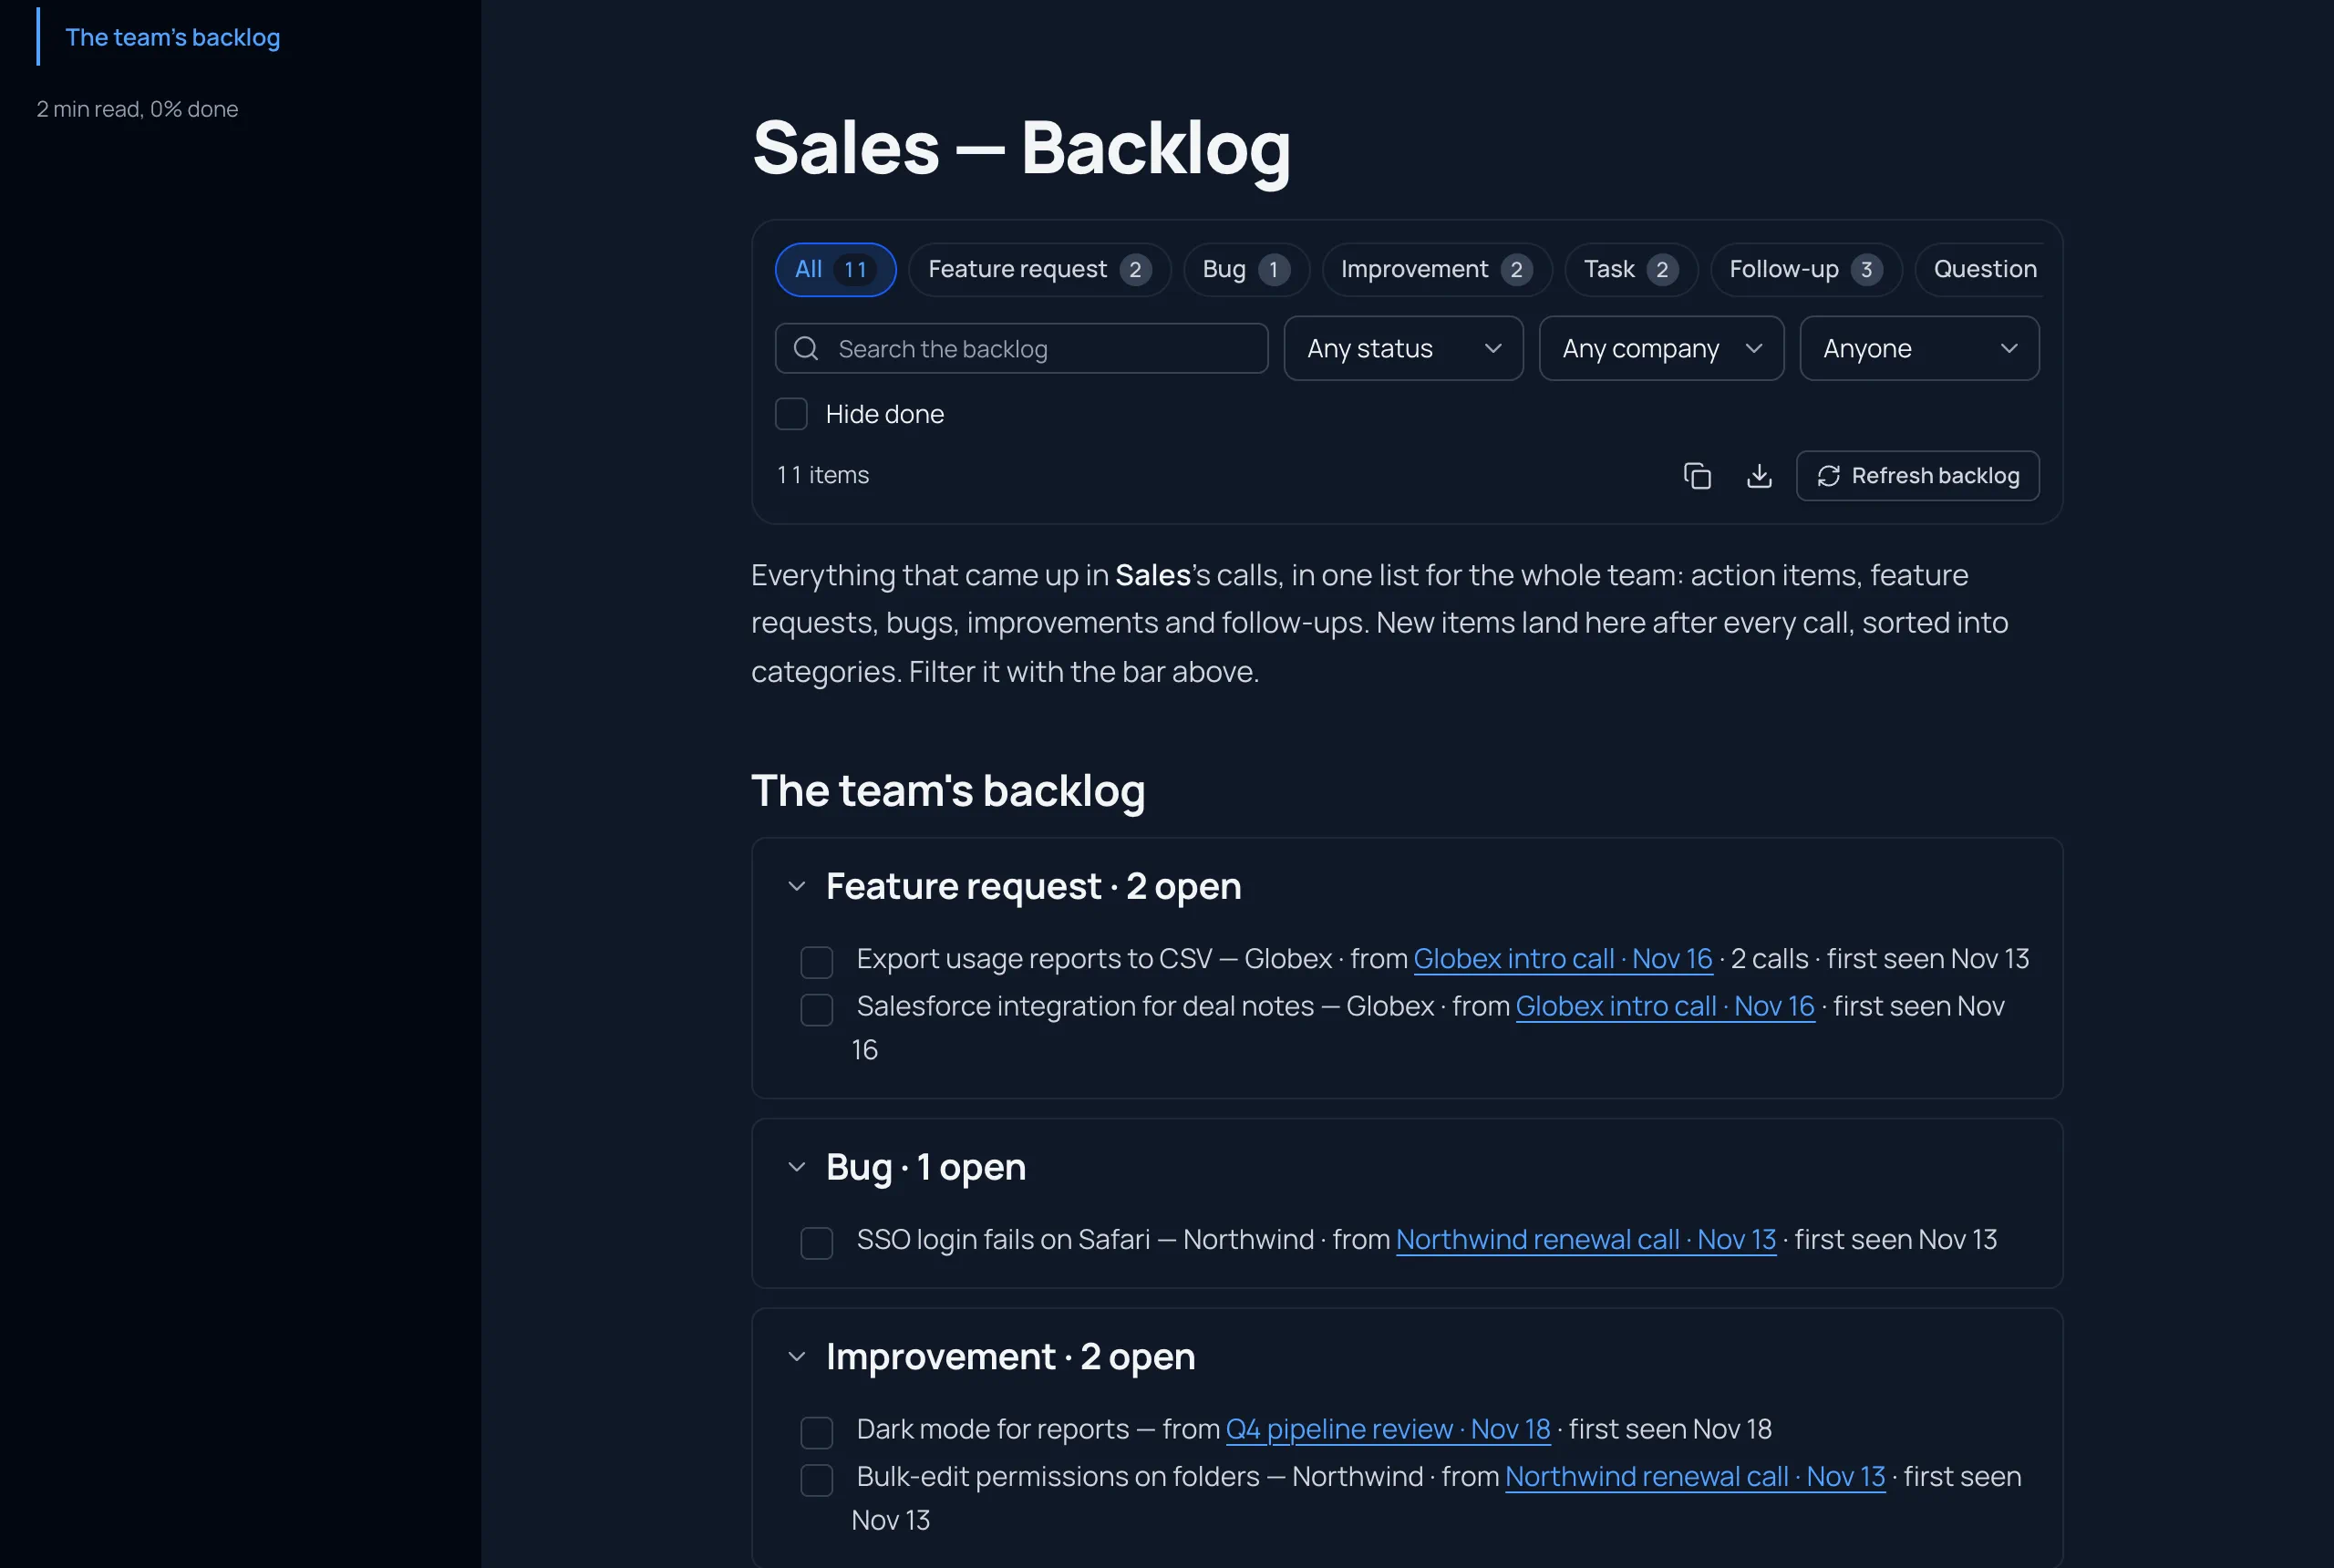 The team's backlog
2 min read, 0% done
Sales — Backlog
All 11 Feature request 2 Bug 1 Improvement 2 Task 2 Follow-up 3 Question
Search the backlog Any status Any company Anyone
Hide done
11 items Refresh backlog
Everything that came up in Sales's calls, in one list for the whole team: action items, feature
requests, bugs, improvements and follow-ups. New items land here after every call, sorted into
categories. Filter it with the bar above.
The team's backlog
Feature request · 2 open
Export usage reports to CSV — Globex · from Globex intro call · Nov 16 · 2 calls · first seen Nov 13
Salesforce integration for deal notes — Globex · from Globex intro call · Nov 16 · first seen Nov
16
Bug · 1 open
SSO login fails on Safari — Northwind · from Northwind renewal call · Nov 13 · first seen Nov 13
Improvement · 2 open
Dark mode for reports — from Q4 pipeline review · Nov 18 · first seen Nov 18
Bulk-edit permissions on folders — Northwind · from Northwind renewal call · Nov 13 · first seen
Nov 13